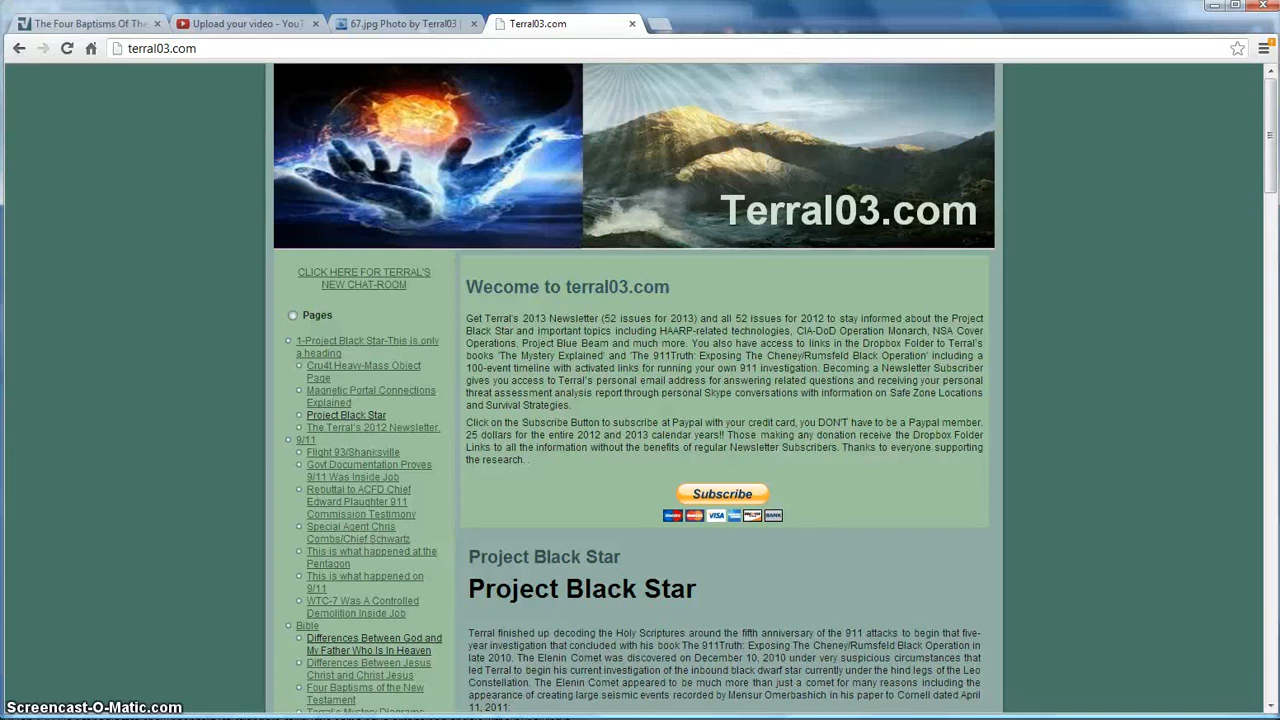 The Four Baptisms Of The
Upload your video - YouT
67.jpg Photo by Terral03
Terral03.com
terral03.com
Terral03.com
CLICK HERE FOR TERRAL'S
NEW CHAT-ROOM
Pages
1-Project Black Star-This is only
a heading
Cru4t Heavy-Mass Object
Page
Magnetic Portal Connections
Explained
Project Black Star
The Terral's 2012 Newsletter.
9/11
Flight 93/Shanksville
Govt Documentation Proves
9/11 Was Inside Job
Rebuttal to ACFD Chief
Edward Plaughter 911
Commission Testimony
Special Agent Chris
Combs/Chief Schwartz
This is what happened at the
Pentagon
This is what happened on
9/11
WTC-7 Was A Controlled
Demolition Inside Job
Bible
Differences Between God and
My Father Who Is In Heaven
Differences Between Jesus
Christ and Christ Jesus
Four Baptisms of the New
Testament
Terral's Mystery Diagrams
Wecome to terral03.com
Get Terral's 2013 Newsletter (52 issues for 2013) and all 52 issues for 2012 to stay informed about the Project
Black Star and important topics including HAARP-related technologies, CIA-DoD Operation Monarch, NSA Cover
Operations, Project Blue Beam and much more. You also have access to links in the Dropbox Folder to Terral's
books 'The Mystery Explained' and 'The 911Truth: Exposing The Cheney/Rumsfeld Black Operation' including a
100-event timeline with activated links for running your own 911 investigation. Becoming a Newsletter Subscriber
gives you access to Terral's personal email address for answering related questions and receiving your personal
threat assessment analysis report through personal Skype conversations with information on Safe Zone Locations
and Survival Strategies.
Click on the Subscribe Button to subscribe at Paypal with your credit card, you DON'T have to be a Paypal member.
25 dollars for the entire 2012 and 2013 calendar years!! Those making any donation receive the Dropbox Folder
Links to all the information without the benefits of regular Newsletter Subscribers. Thanks to everyone supporting
the research. .
Subscribe
VISA
BANK
Project Black Star
Project Black Star
Terral finished up decoding the Holy Scriptures around the fifth anniversary of the 911 attacks to begin that five-
year investigation that concluded with his book The 911Truth: Exposing The Cheney/Rumsfeld Black Operation in
late 2010. The Elenin Comet was discovered on December 10, 2010 under very suspicious circumstances that
led Terral to begin his current investigation of the inbound black dwarf star currently under the hind legs of the Leo
Constellation. The Elenin Comet appeared to be much more than just a comet for many reasons including the
appearance of creating large seismic events recorded by Mensur Omerbashich in his paper to Cornell dated April
11, 2011:
Screencast-O-Matic.com